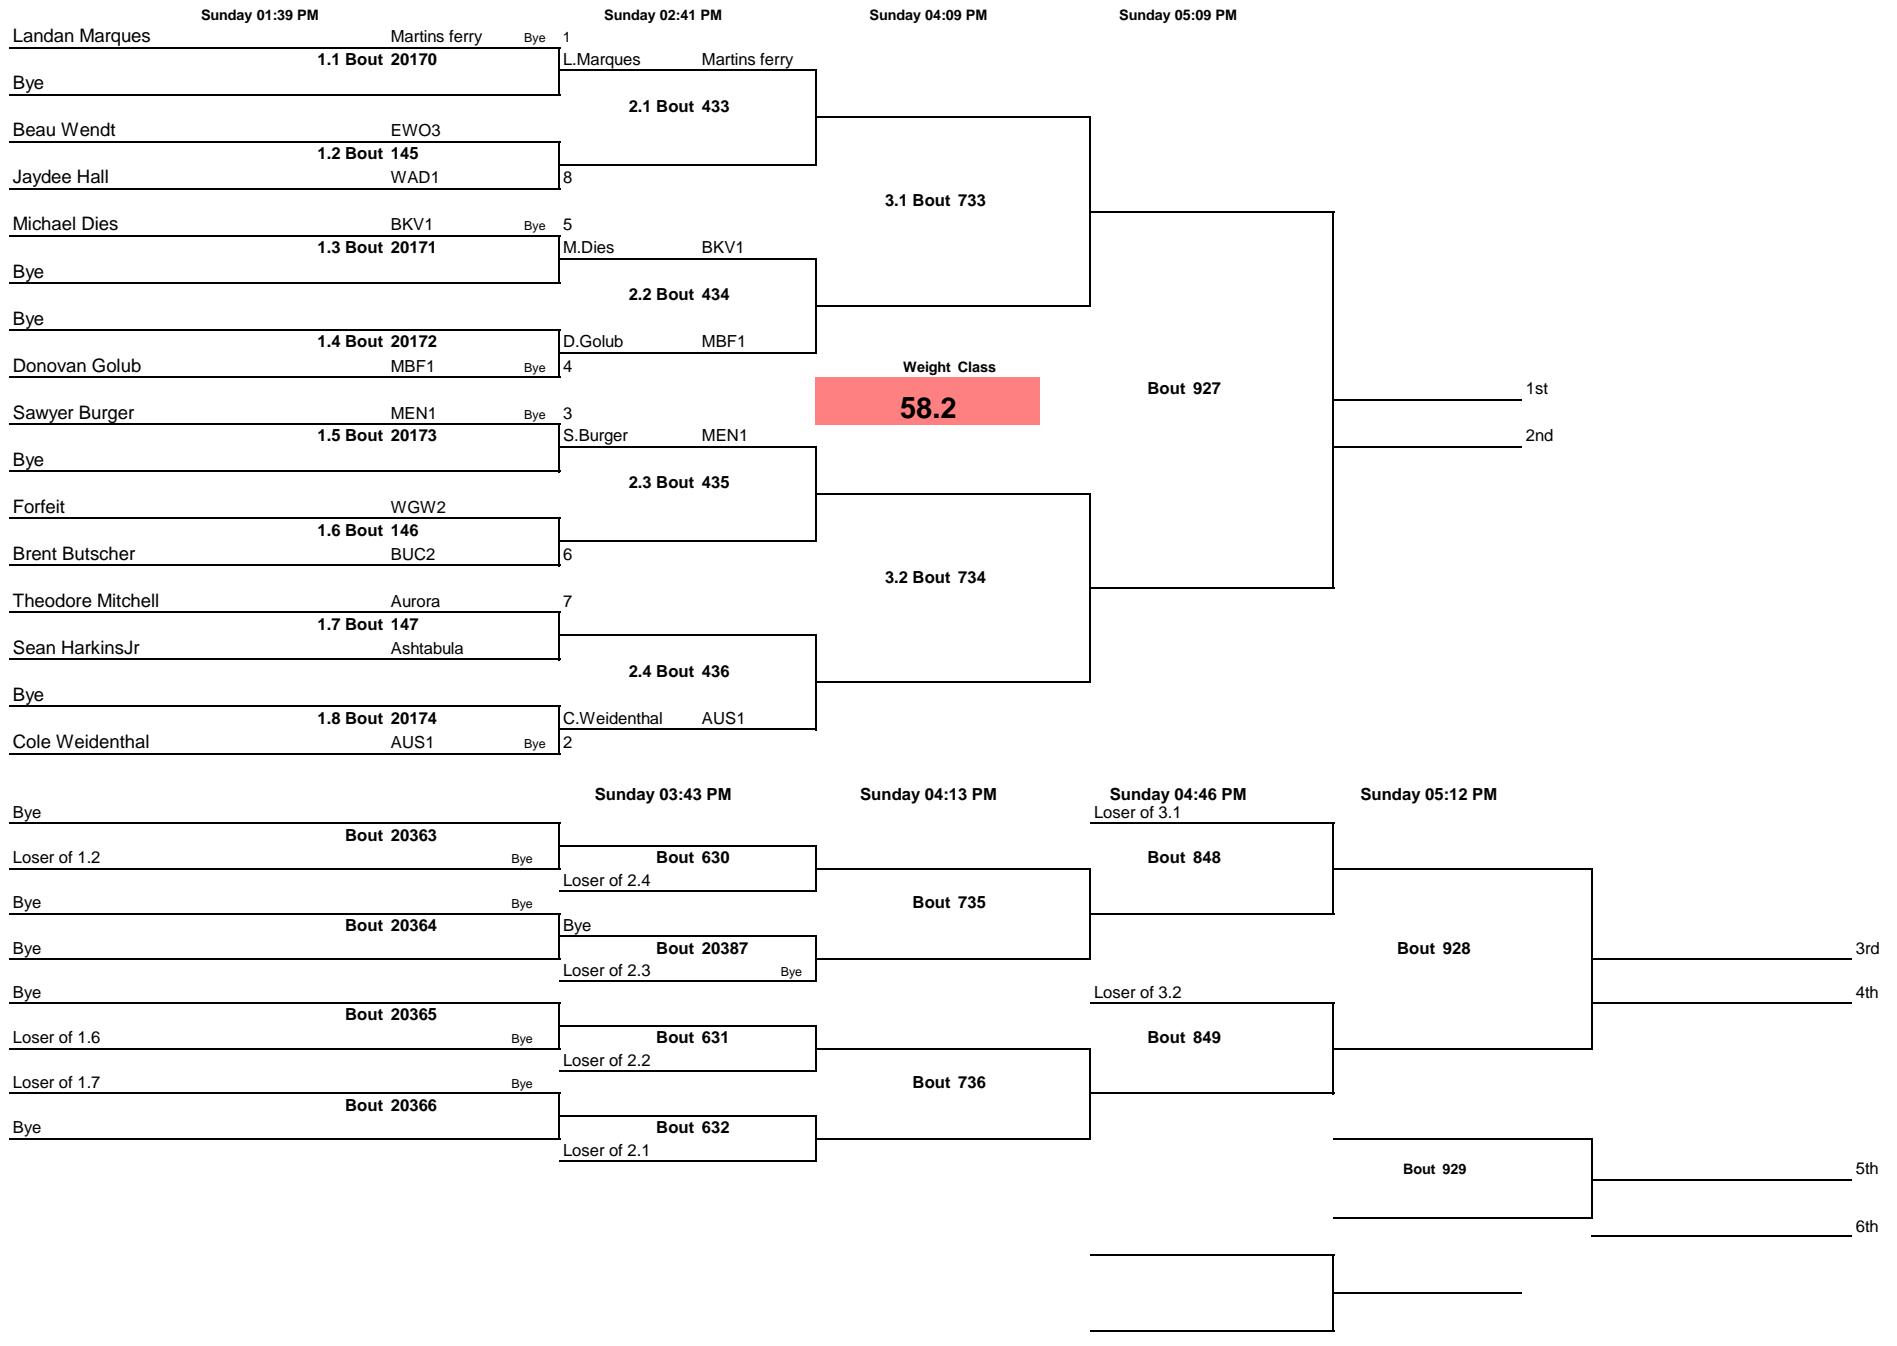 Sunday 01:39 PM Sunday 02:41 PM Sunday 04:09 PM Sunday 05:09 PM
Landan Marques Martins ferry Bye 1
1.1 Bout 20170 L.Marques Martins ferry
Bye
2.1 Bout 433
Beau Wendt EWO3
1.2 Bout 145
Jaydee Hall WAD1 8
3.1 Bout 733
Michael Dies BKV1 Bye 5
1.3 Bout 20171 M.Dies BKV1
Bye
2.2 Bout 434
Bye
1.4 Bout 20172 D.Golub MBF1
Donovan Golub MBF1 Bye 4 Weight Class
Bout 927 1st
58.2
Sawyer Burger MEN1 Bye 3
1.5 Bout 20173 S.Burger MEN1 2nd
Bye
2.3 Bout 435
Forfeit WGW2
1.6 Bout 146
Brent Butscher BUC2 6
3.2 Bout 734
Theodore Mitchell Aurora 7
1.7 Bout 147
Sean HarkinsJr Ashtabula
2.4 Bout 436
Bye
1.8 Bout 20174 C.Weidenthal AUS1
Cole Weidenthal AUS1 Bye 2
Sunday 03:43 PM Sunday 04:13 PM Sunday 04:46 PM Sunday 05:12 PM
Bye Loser of 3.1
Bout 20363
Loser of 1.2 Bye Bout 630 Bout 848
Loser of 2.4
Bye Bye Bout 735
Bout 20364 Bye
Bye Bout 20387 Bout 928 3rd
Loser of 2.3 Bye
Bye Loser of 3.2 4th
Bout 20365
Loser of 1.6 Bye Bout 631 Bout 849
Loser of 2.2
Loser of 1.7 Bye Bout 736
Bout 20366
Bye Bout 632
Loser of 2.1
Bout 929 5th
6th